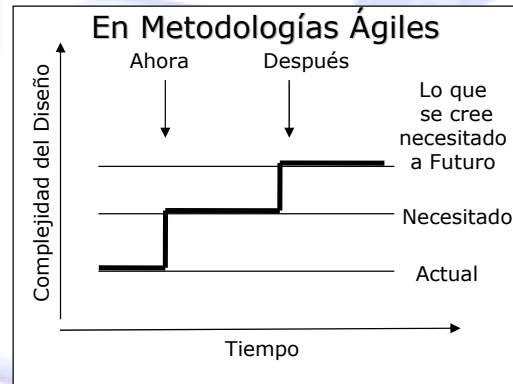 En Metodologías Ágiles
Ahora
Después
Complejidad del Diseño
Lo que
se cree
necesitado
a Futuro
Necesitado
Actual
Tiempo